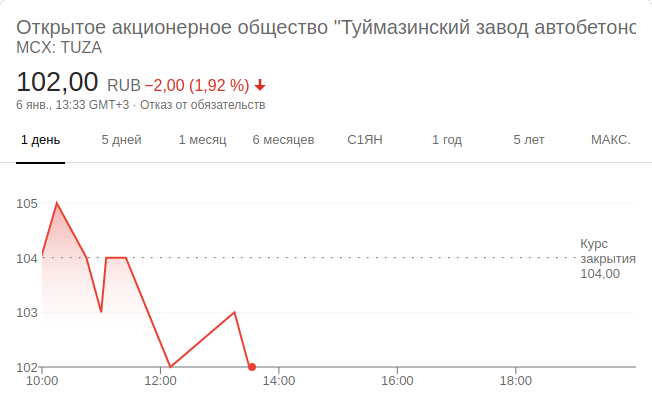 Открытое акционерное общество "Туймазинский завод автобетоно
MCX: TUZA
102,00 RUB −2,00 (1,92 %)
6 янв., 13:33 GMT+3 · Отказ от обязательств
1 день 5 дней 1 месяц 6 месяцев С1ЯН 1 год 5 лет МАКС.
105
104
103
102
Курс
закрытия
104,00
10:00 12:00 14:00 16:00 18:00